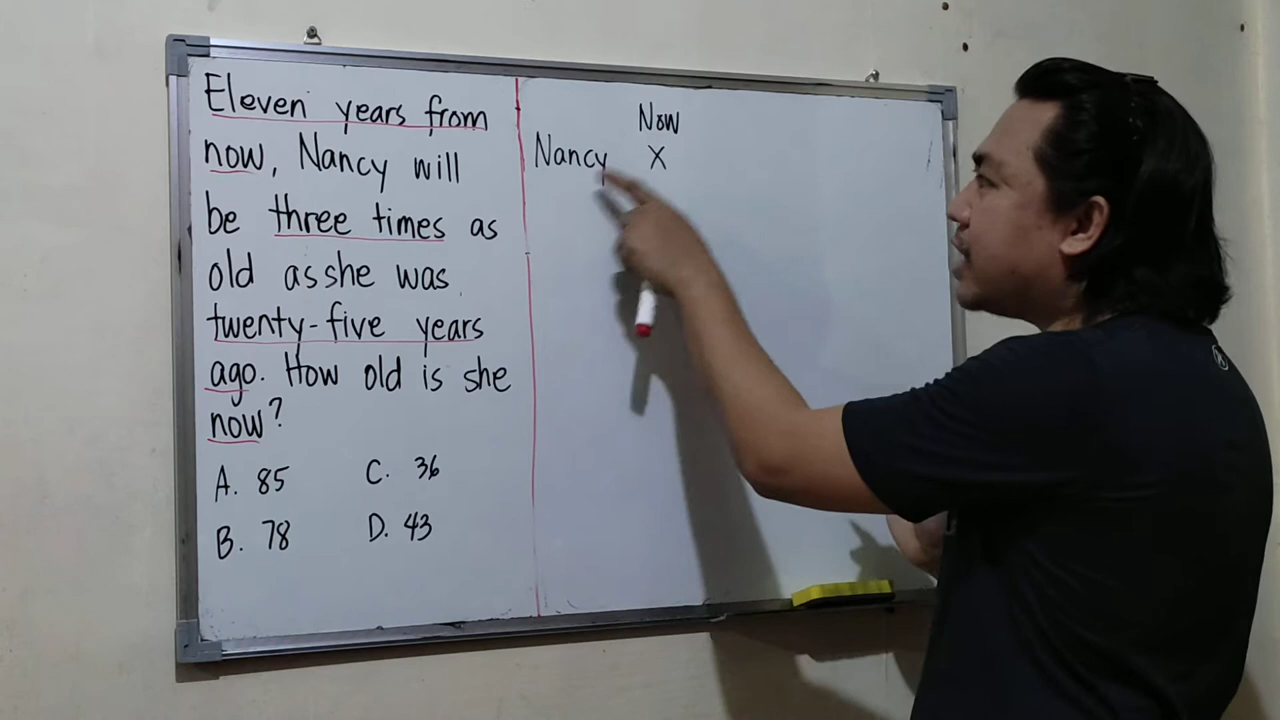 Eleven years from
now, Nancy will
be three times as
old as she was
twenty-five years
ago. How old is she
now?
A. 85 C. 36
B. 78 D. 43
Now
Nancy X